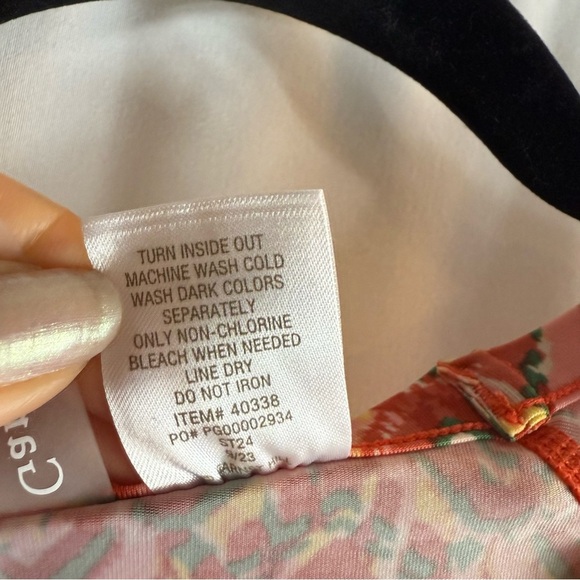 TURN INSIDE OUT
MACHINE WASH COLD
WASH DARK COLORS
SEPARATELY
ONLY NON-CHLORINE
BLEACH WHEN NEEDED
LINE DRY
DO NOT IRON
ITEM# 40338
PO# PG00002934
ST24